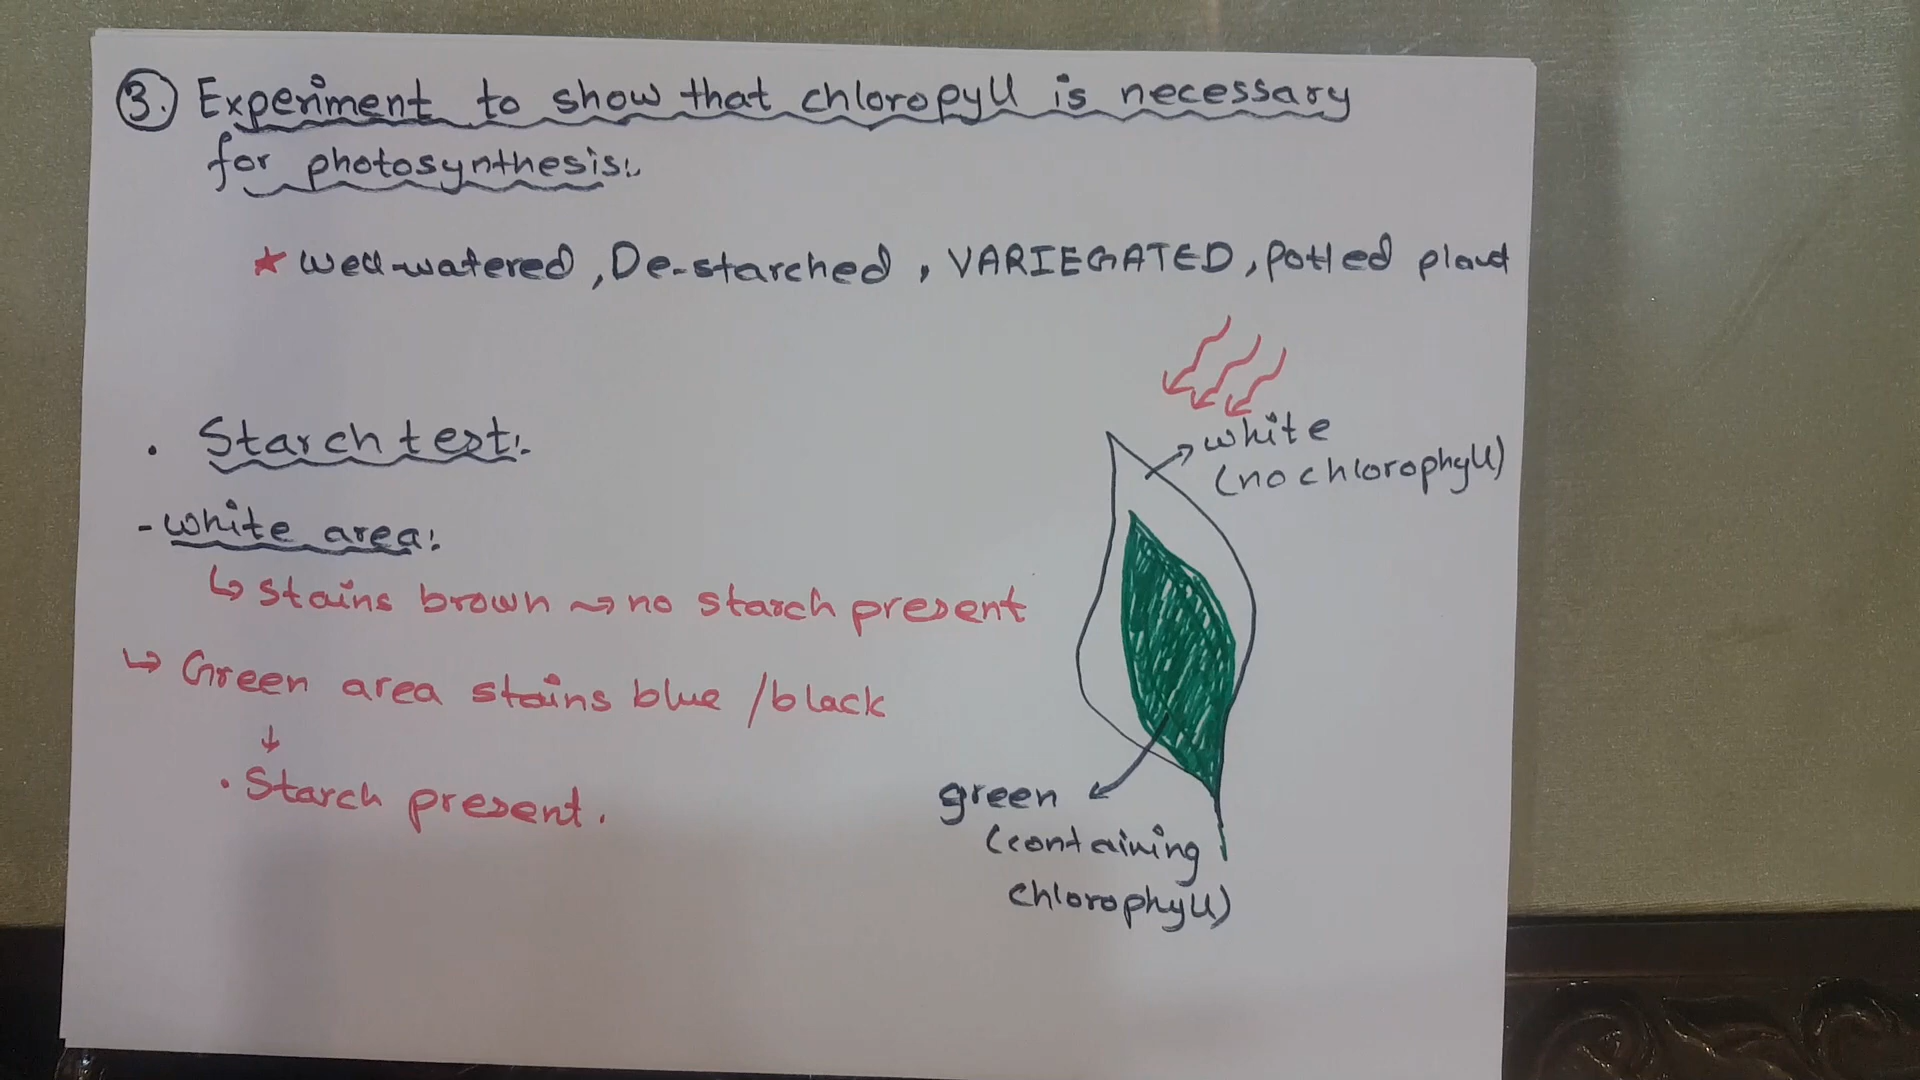 3. Experiment to show that chloropyll is necessary
for photosynthesis:
★ Well-watered, De-starched, VARIEGATED, potted plant
• Starch test:
- White area:
↳ stains brown ⇝ no starch present
↳ Green area stains blue/black
↓
• Starch present.
white
(no chlorophyll)
green
(containing
chlorophyll)